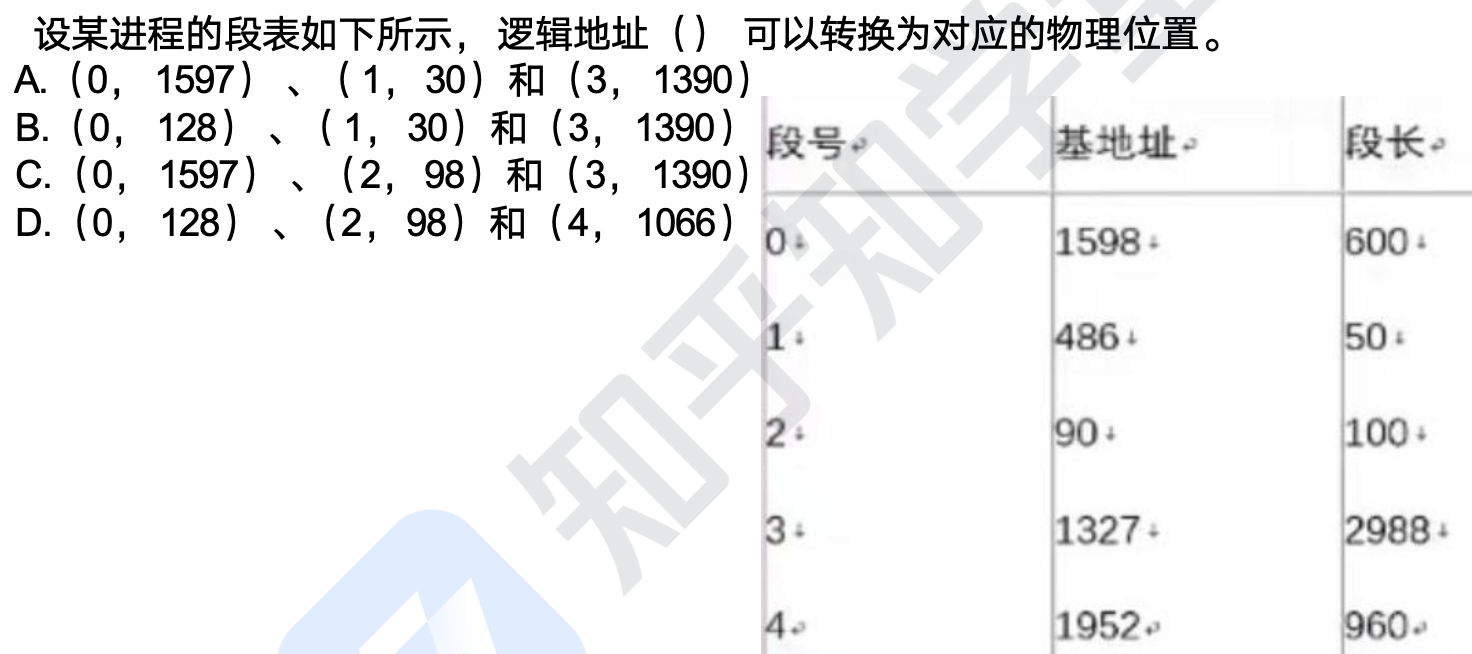 设某进程的段表如下所示，逻辑地址（）可以转换为对应的物理位置。
A.（0，1597）、（1，30）和（3，1390）
B.（0，128）、（1，30）和（3，1390）
C.（0，1597）、（2，98）和（3，1390）
D.（0，128）、（2，98）和（4，1066）
段号 基地址 段长
0 1598 600
1 486 50
2 90 100
3 1327 2988
4 1952 960
知乎知学堂